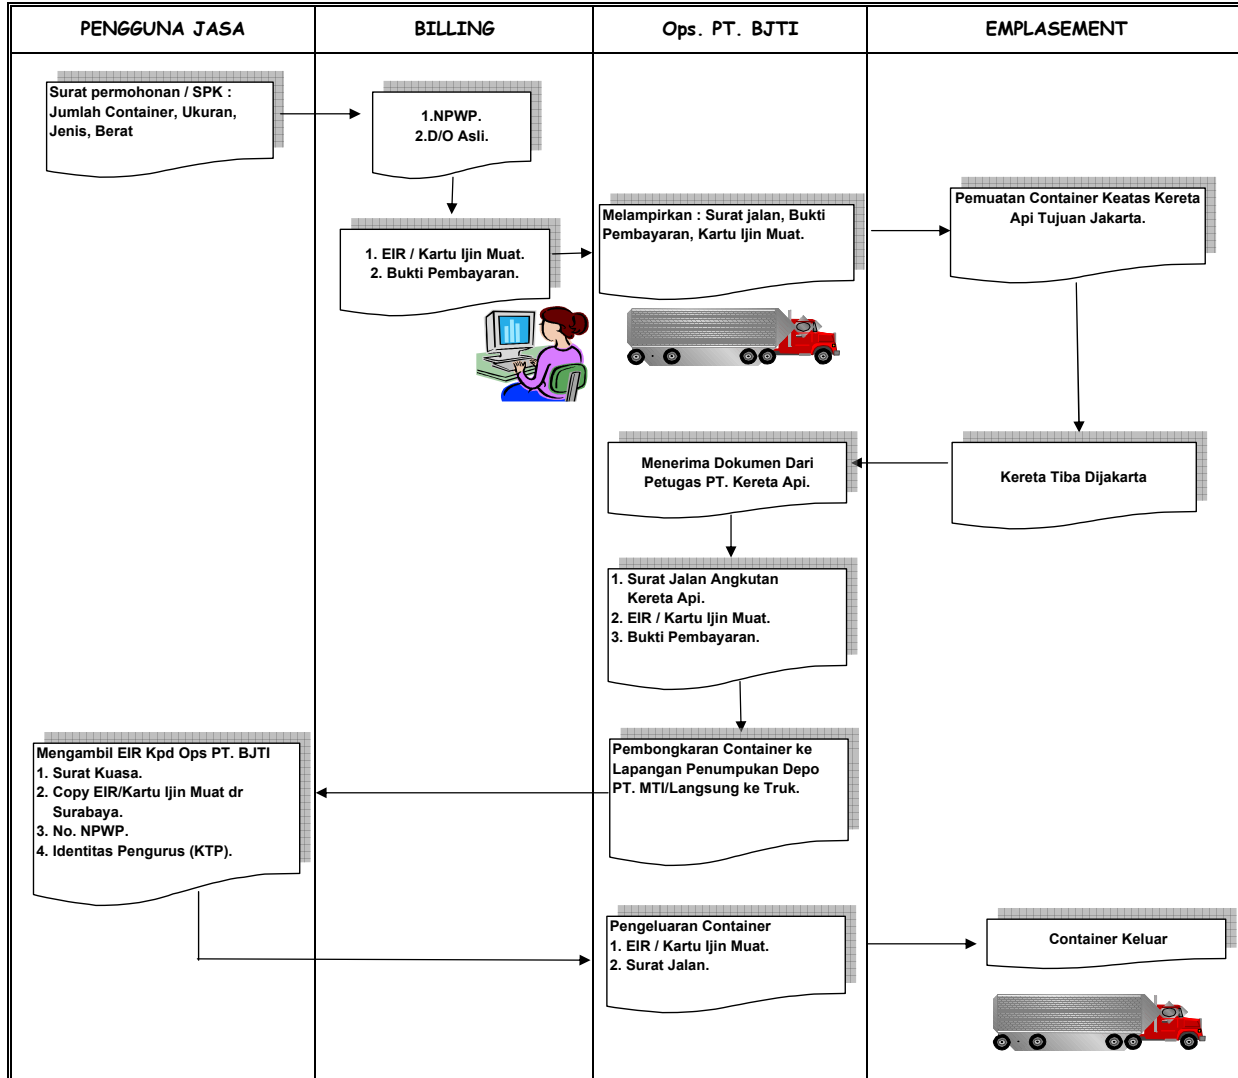 PENGGUNA JASA
BILLING
Ops. PT. BJTI
EMPLASEMENT
Surat permohonan / SPK :
Jumlah Container, Ukuran,
Jenis, Berat
1.NPWP.
2.D/O Asli.
1. EIR / Kartu Ijin Muat.
2. Bukti Pembayaran.
Melampirkan : Surat jalan, Bukti
Pembayaran, Kartu Ijin Muat.
Pemuatan Container Keatas Kereta
Api Tujuan Jakarta.
Kereta Tiba Dijakarta
Menerima Dokumen Dari
Petugas PT. Kereta Api.
1. Surat Jalan Angkutan
Kereta Api.
2. EIR / Kartu Ijin Muat.
3. Bukti Pembayaran.
Pembongkaran Container ke
Lapangan Penumpukan Depo
PT. MTI/Langsung ke Truk.
Mengambil EIR Kpd Ops PT. BJTI
1. Surat Kuasa.
2. Copy EIR/Kartu Ijin Muat dr
Surabaya.
3. No. NPWP.
4. Identitas Pengurus (KTP).
Pengeluaran Container
1. EIR / Kartu Ijin Muat.
2. Surat Jalan.
Container Keluar